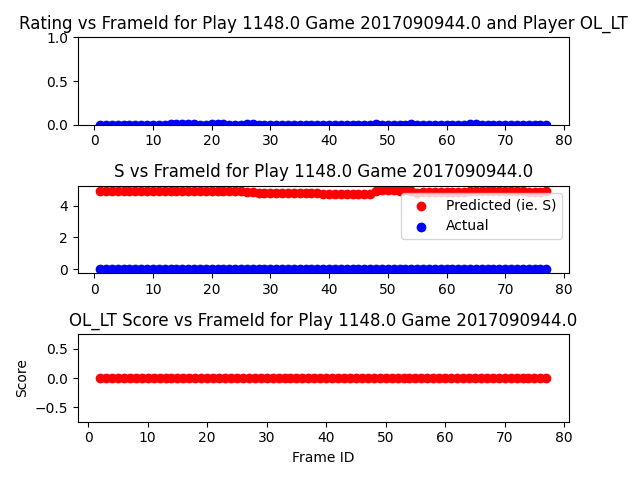 Rating vs FrameId for Play 1148.0 Game 2017090944.0 and Player OL_LT
1.0
0.5
0.0
0 10 20 30 40 50 60 70 80
S vs FrameId for Play 1148.0 Game 2017090944.0
4
2
0
Predicted (ie. S)
Actual
0 10 20 30 40 50 60 70 80
OL_LT Score vs FrameId for Play 1148.0 Game 2017090944.0
Score
0.5
0.0
−0.5
0 10 20 30 40 50 60 70 80
Frame ID